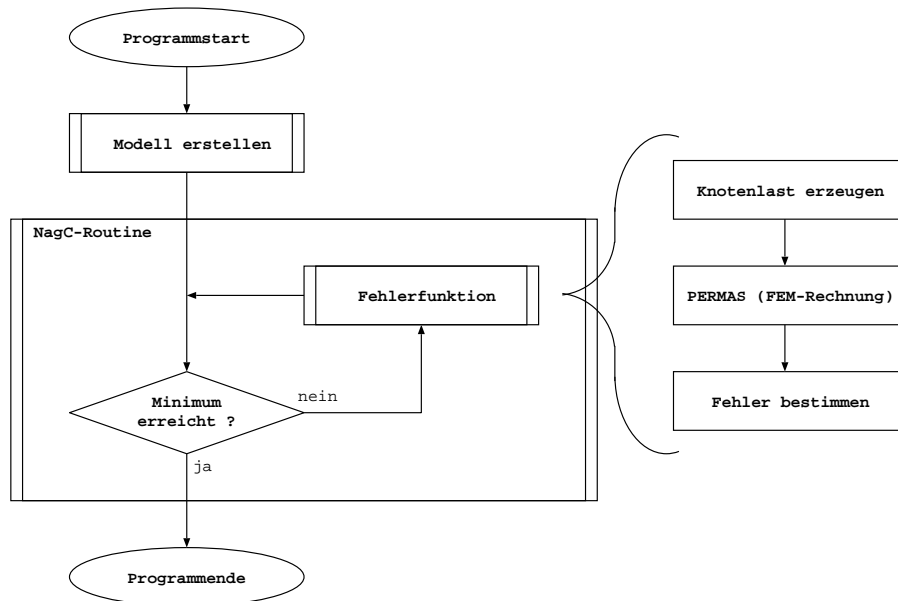 Programmstart
Modell erstellen
NagC-Routine
Fehlerfunktion
Minimum
erreicht ?
nein
ja
Programmende
Knotenlast erzeugen
PERMAS (FEM-Rechnung)
Fehler bestimmen